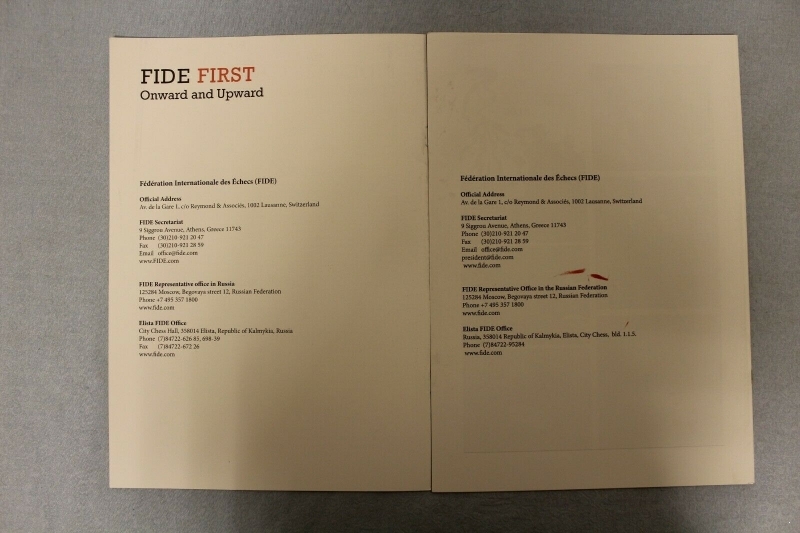 FIDE FIRST
Onward and Upward
Fédération Internationale des Échecs (FIDE)
Official Address
Av. de la Gare 1, c/o Reymond & Associés, 1002 Lausanne, Switzerland
FIDE Secretariat
9 Siggrou Avenue, Athens, Greece 11743
Phone (30)210-921 20 47
Fax (30)210-921 28 59
Email office@fide.com
www.FIDE.com
FIDE Representative office in Russia
125284 Moscow, Begovaya street 12, Russian Federation
Phone +7 495 357 1800
www.fide.com
Elista FIDE Office
City Chess Hall, 358014 Elista, Republic of Kalmykia, Russia
Phone (7)84722-626 85, 698-39
Fax (7)84722-672 26
www.fide.com
Fédération Internationale des Échecs (FIDE)
Official Address
Av. de la Gare 1, c/o Reymond & Associés, 1002 Lausanne, Switzerland
FIDE Secretariat
9 Siggrou Avenue, Athens, Greece 11743
Phone (30)210-921 20 47
Fax (30)210-921 28 59
Email office@fide.com
president@fide.com
www.fide.com
FIDE Representative Office in the Russian Federation
125284 Moscow, Begovaya street 12, Russian Federation
Phone +7 495 357 1800
www.fide.com
Elista FIDE Office
Russia, 358014 Republic of Kalmykia, Elista, City Chess, bld. 1.1.S.
Phone (7)84722-95284
www.fide.com